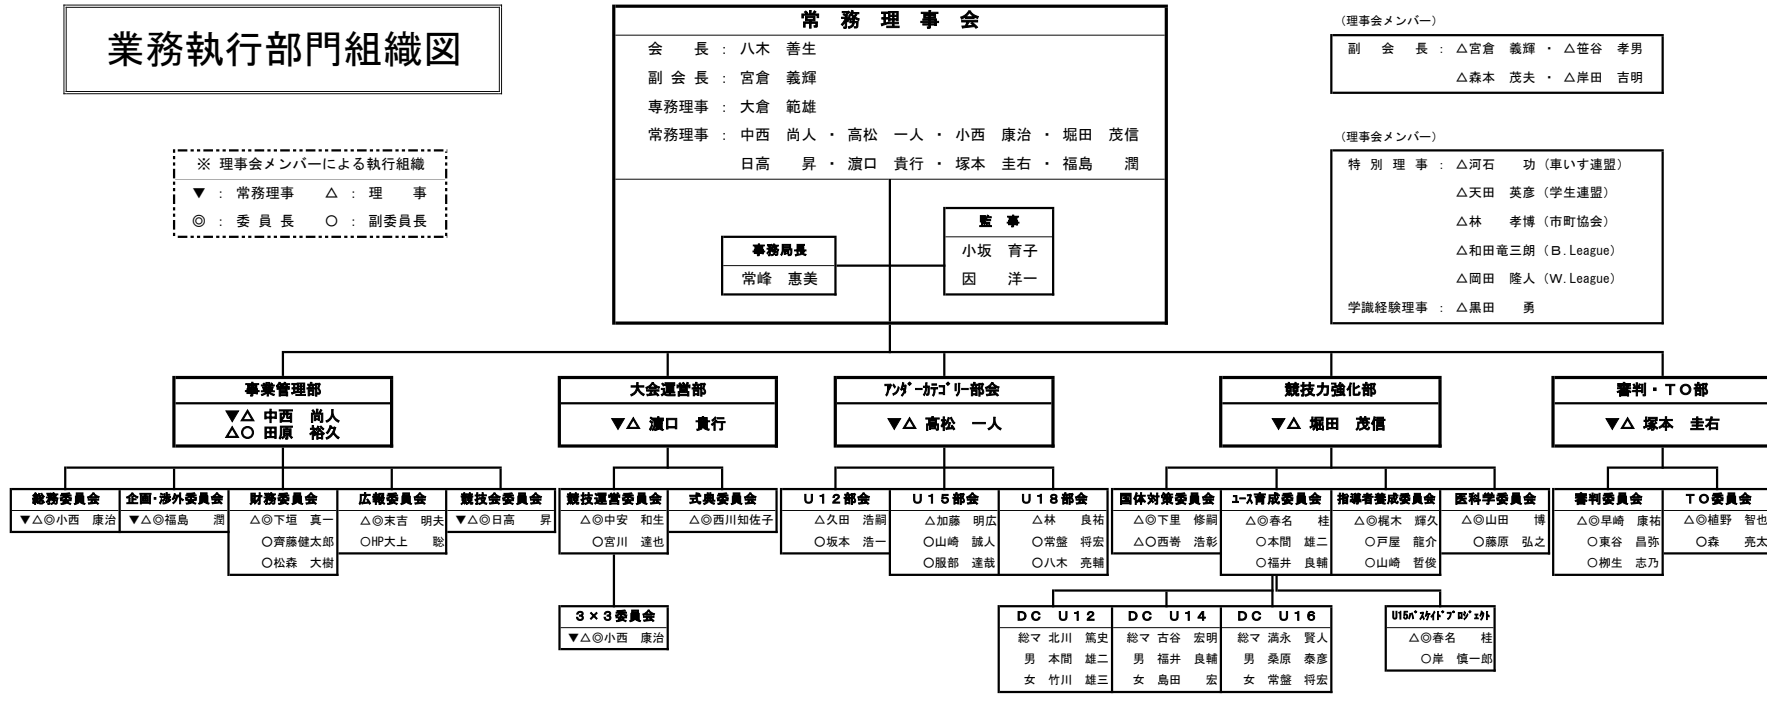 業務執行部門組織図
※ 理事会メンバーによる執行組織
▼ : 常務理事 △ : 理 事
◎ : 委 員 長 〇 : 副委員長
常 務 理 事 会
会 長 : 八木 善生
副 会 長 : 宮倉 義輝
専務理事 : 大倉 範雄
常務理事 : 中西 尚人 ・ 高松 一人 ・ 小西 康治 ・ 堀田 茂信
日高 昇 ・ 濵口 貴行 ・ 塚本 圭右 ・ 福島 潤
事務局長
常峰 惠美
監 事
小坂 育子
因 洋一
(理事会メンバー)
副 会 長 : △宮倉 義輝 ・ △笹谷 孝男
△森本 茂夫 ・ △岸田 吉明
(理事会メンバー)
特 別 理 事 : △河石 功 (車いす連盟)
△天田 英彦 (学生連盟)
△林 孝博 (市町協会)
△和田竜三朗 (B.League)
△岡田 隆人 (W.League)
学識経験理事 : △黒田 勇
事業管理部
▼△ 中西 尚人
△〇 田原 裕久
総務委員会
▼△◎小西 康治
企画・渉外委員会
▼△◎福島 潤
財務委員会
△◎下垣 真一
〇齊藤健太郎
〇松森 大樹
広報委員会
△◎末吉 明夫
〇HP大上 聡
競技会委員会
▼△◎日高 昇
大会運営部
▼△ 濵口 貴行
競技運営委員会
△◎中安 和生
〇宮川 達也
式典委員会
△◎西川知佐子
3×3委員会
▼△◎小西 康治
アンダーカテゴリー部会
▼△ 高松 一人
U12部会
△久田 浩嗣
〇坂本 浩一
U15部会
△加藤 明広
〇山崎 誠人
〇服部 達哉
U18部会
△林 良祐
〇常盤 将宏
〇八木 亮輔
競技力強化部
▼△ 堀田 茂信
国体対策委員会
△◎下里 修嗣
△〇西嵜 浩彰
ユース育成委員会
△◎春名 桂
〇本間 雄二
〇福井 良輔
指導者養成委員会
△◎梶木 輝久
〇戸屋 龍介
〇山崎 哲俊
医科学委員会
△◎山田 博
〇藤原 弘之
DC U12
総マ 北川 篤史
男 本間 雄二
女 竹川 雄三
DC U14
総マ 古谷 宏明
男 福井 良輔
女 島田 宏
DC U16
総マ 満永 賢人
男 桑原 泰彦
女 常盤 将宏
△◎春名 桂
〇岸 慎一郎
審判・TO部
▼△ 塚本 圭右
審判委員会
△◎早崎 康祐
〇東谷 昌弥
〇柳生 志乃
TO委員会
△◎植野 智也
〇森 亮太